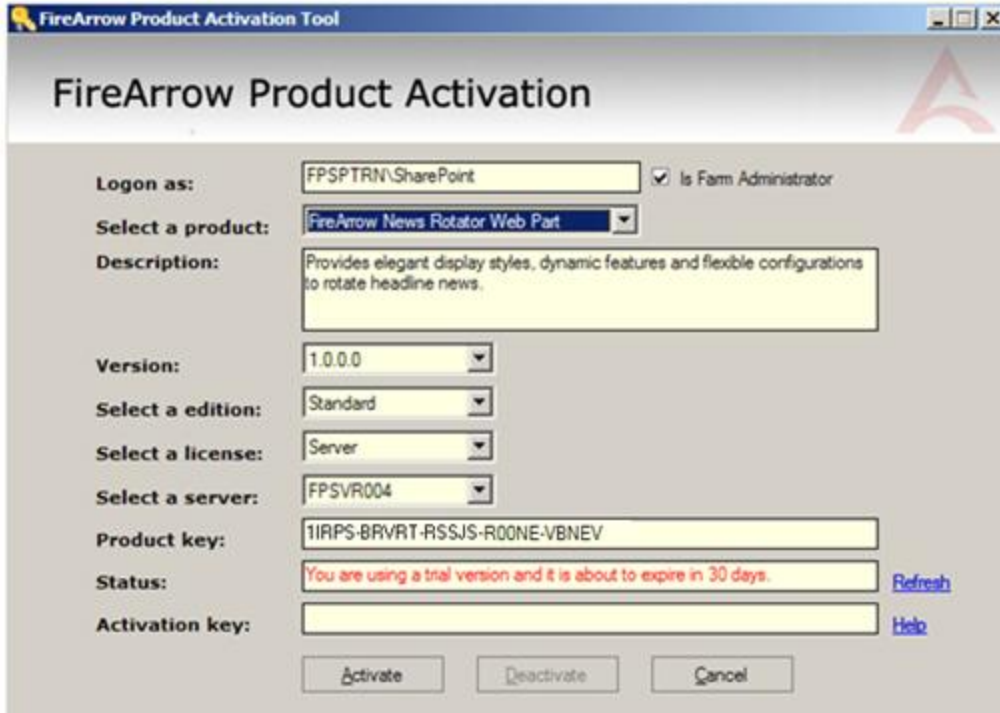 FireArrow Product Activation Tool
FireArrow Product Activation
Logon as: FPSPTRN\SharePoint Is Farm Administrator
Select a product: FireArrow News Rotator Web Part
Description: Provides elegant display styles, dynamic features and flexible configurations
to rotate headline news.
Version: 1.0.0.0
Select a edition: Standard
Select a license: Server
Select a server: FPSVR004
Product key: 1IRPS-BRVRT-RSSJS-R00NE-VBNEV
Status: You are using a trial version and it is about to expire in 30 days. Refresh
Activation key: Help
Activate Deactivate Cancel